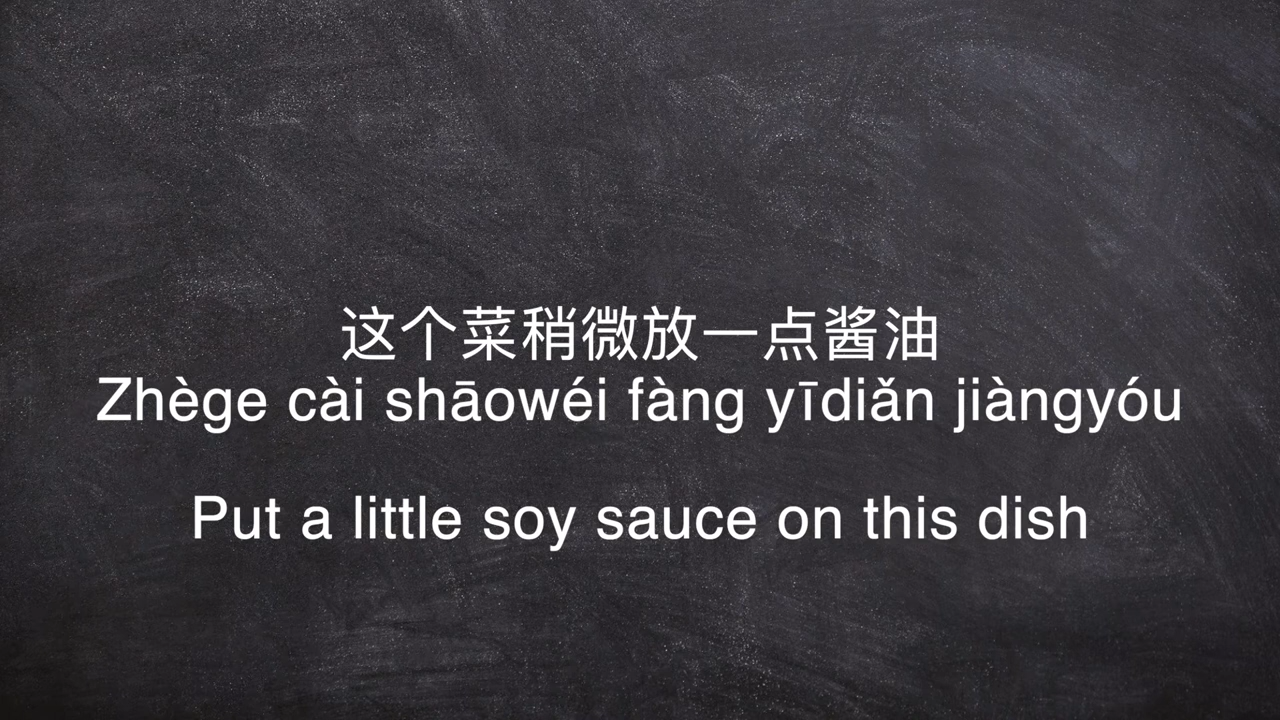 这个菜稍微放一点酱油
Zhège cài shāowéi fàng yīdiǎn jiàngyóu
Put a little soy sauce on this dish